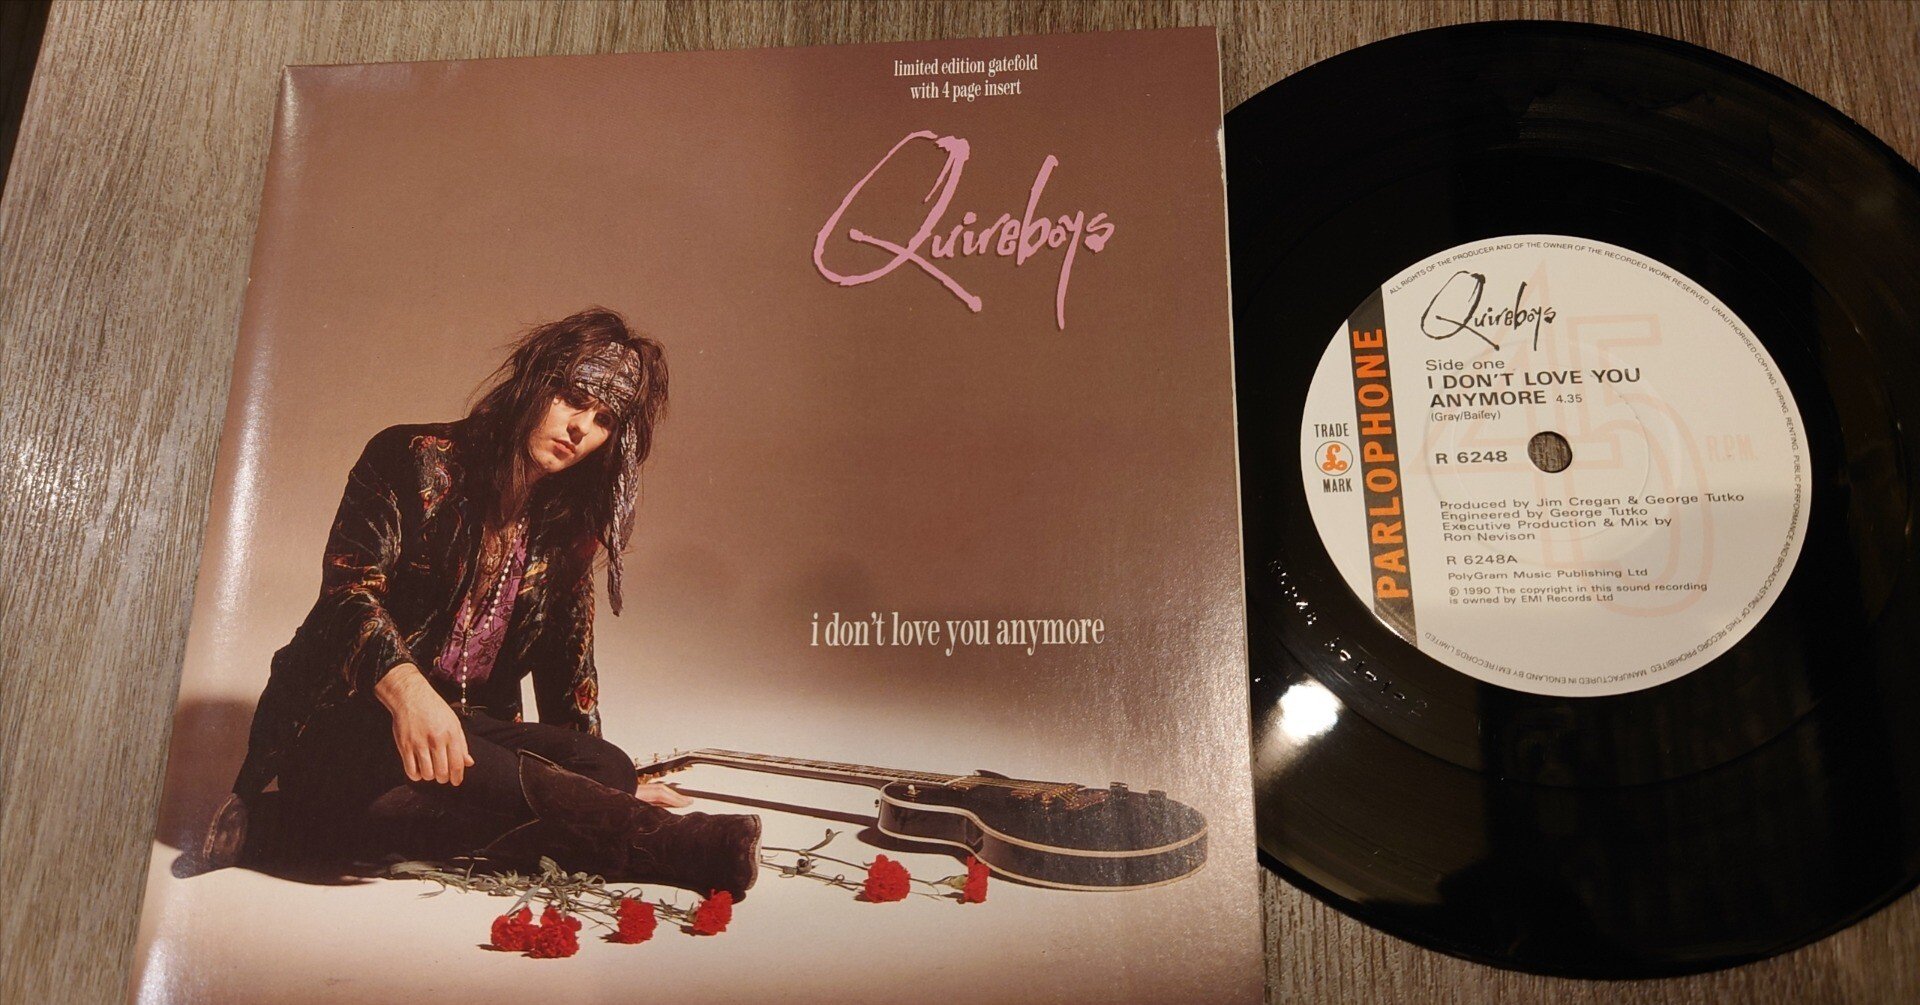 limited edition gatefold
with 4 page insert
Quireboys
i don't love you anymore
ALL RIGHTS OF THE PRODUCER AND OF THE OWNER OF THE RECORDED WORK RESERVED. UNAUTHORISED COPYING, HIRING, RENTING, PUBLIC PERFORMANCE AND BROADCASTING OF THIS RECORD PROHIBITED. MANUFACTURED IN ENGLAND BY EMI RECORDS LIMITED
Quireboys
PARLOPHONE
TRADE
£
MARK
45
R.P.M.
Side one
I DON'T LOVE YOU
ANYMORE 4.35
(Gray/Bailey)
R 6248
Produced by Jim Cregan & George Tutko
Engineered by George Tutko
Executive Production & Mix by
Ron Nevison
R 6248A
PolyGram Music Publishing Ltd
℗ 1990 The copyright in this sound recording
is owned by EMI Records Ltd